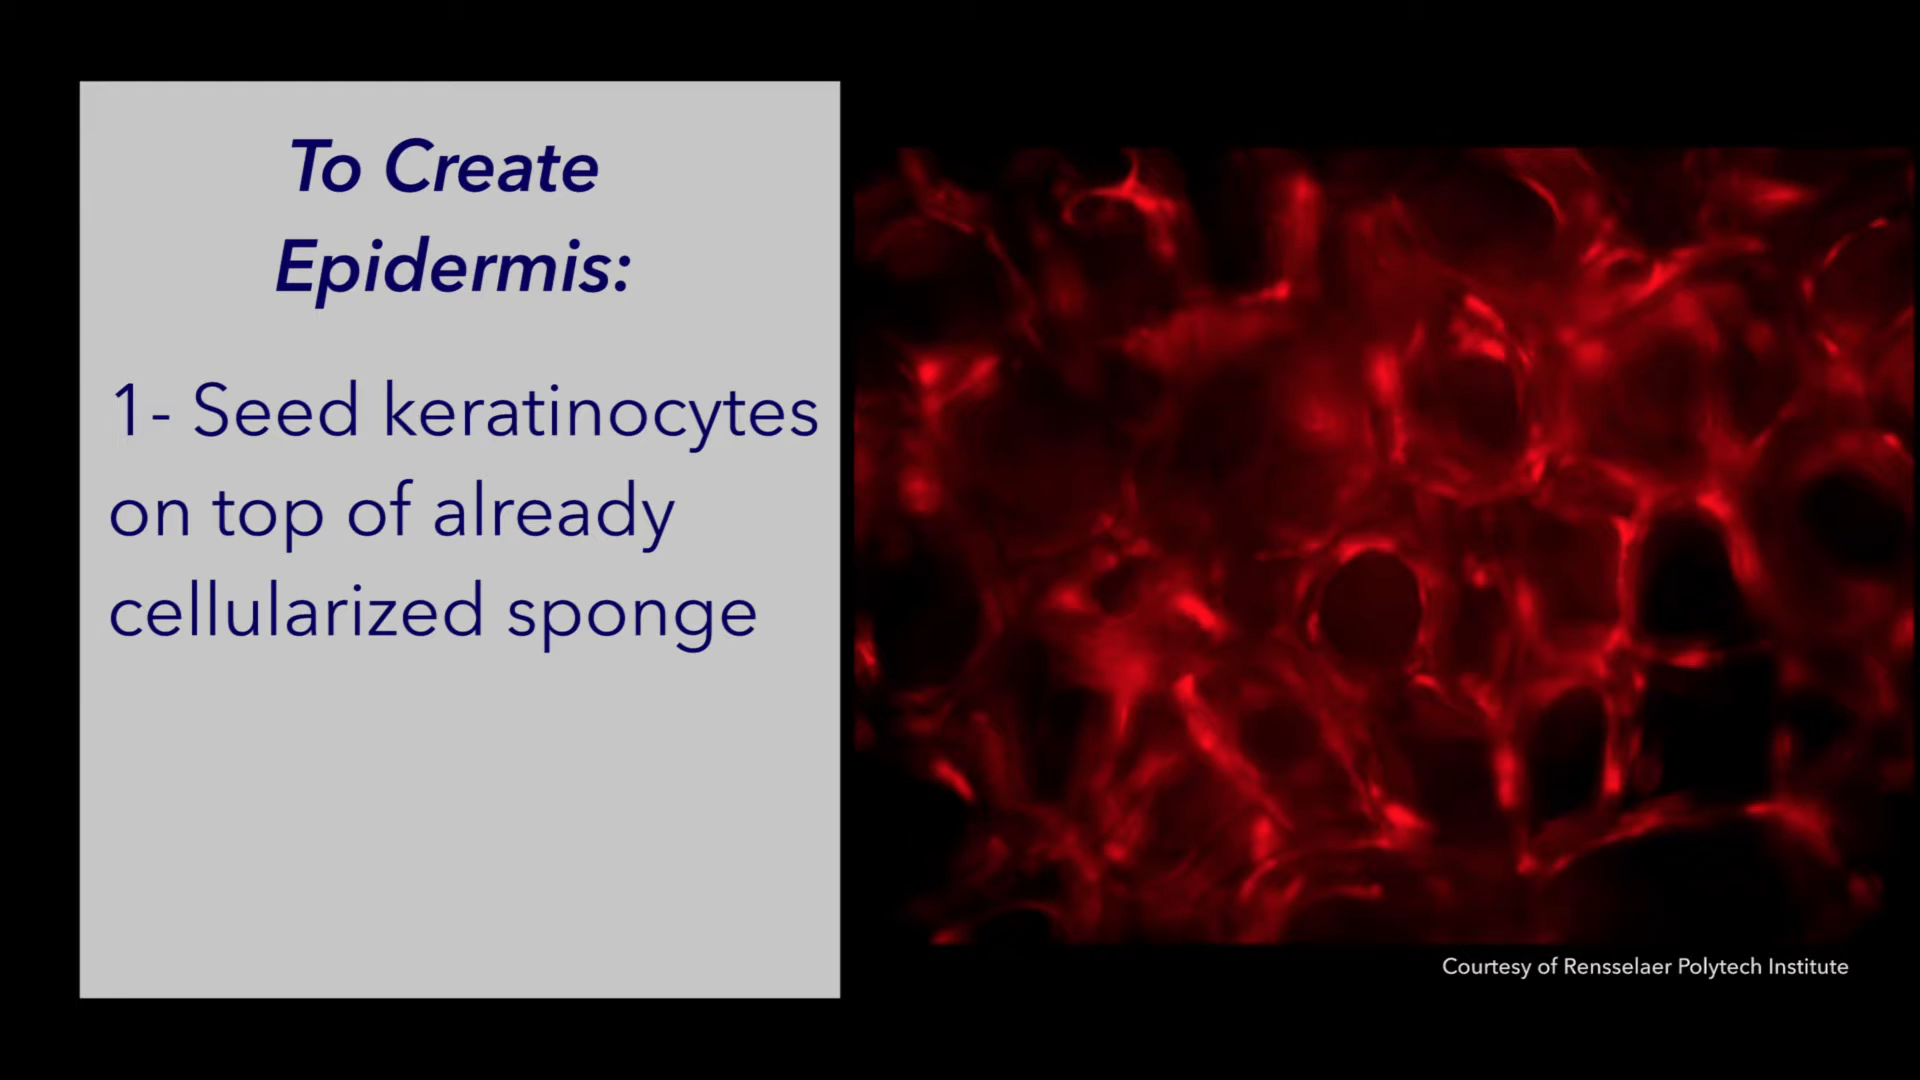 To Create
Epidermis:
1- Seed keratinocytes
on top of already
cellularized sponge
Courtesy of Rensselaer Polytech Institute